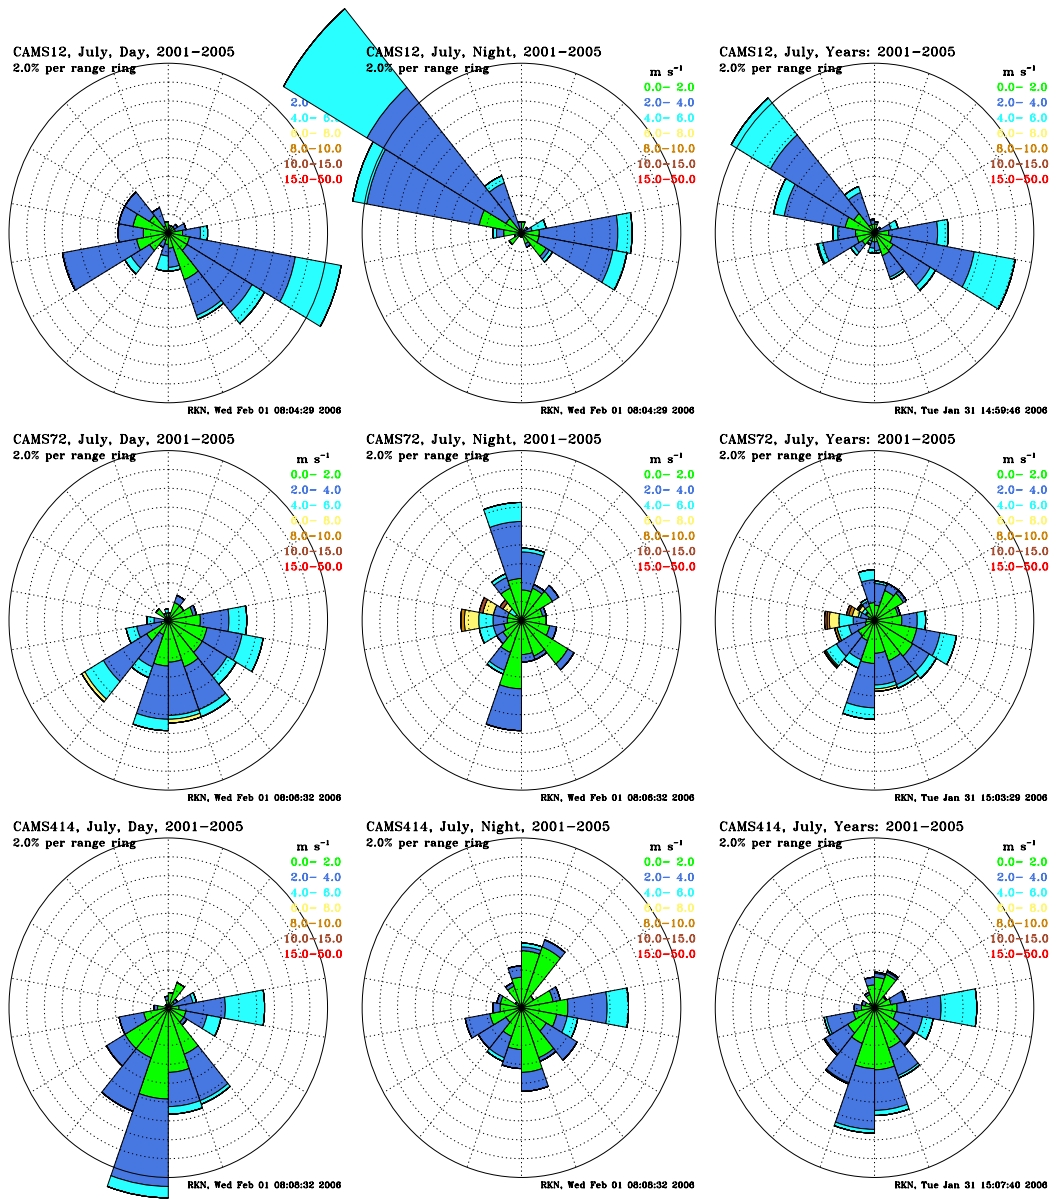 CAMS12, July, Day, 2001-2005
2.0% per range ring
2.0
4.0- 6.0
6.0- 8.0
8.0-10.0
10.0-15.0
15.0-50.0
RKN, Wed Feb 01 08:04:29 2006
CAMS12, July, Night, 2001-2005
2.0% per range ring
m s⁻¹
0.0- 2.0
2.0- 4.0
4.0- 6.0
6.0- 8.0
8.0-10.0
10.0-15.0
15.0-50.0
RKN, Wed Feb 01 08:04:29 2006
CAMS12, July, Years: 2001-2005
2.0% per range ring
m s⁻¹
0.0- 2.0
2.0- 4.0
4.0- 6.0
6.0- 8.0
8.0-10.0
10.0-15.0
15.0-50.0
RKN, Tue Jan 31 14:59:46 2006
CAMS72, July, Day, 2001-2005
2.0% per range ring
m s⁻¹
0.0- 2.0
2.0- 4.0
4.0- 6.0
6.0- 8.0
8.0-10.0
10.0-15.0
15.0-50.0
RKN, Wed Feb 01 08:06:32 2006
CAMS72, July, Night, 2001-2005
2.0% per range ring
m s⁻¹
0.0- 2.0
2.0- 4.0
4.0- 6.0
6.0- 8.0
8.0-10.0
10.0-15.0
15.0-50.0
RKN, Wed Feb 01 08:06:32 2006
CAMS72, July, Years: 2001-2005
2.0% per range ring
m s⁻¹
0.0- 2.0
2.0- 4.0
4.0- 6.0
6.0- 8.0
8.0-10.0
10.0-15.0
15.0-50.0
RKN, Tue Jan 31 15:03:29 2006
CAMS414, July, Day, 2001-2005
2.0% per range ring
m s⁻¹
0.0- 2.0
2.0- 4.0
4.0- 6.0
6.0- 8.0
8.0-10.0
10.0-15.0
15.0-50.0
RKN, Wed Feb 01 08:08:32 2006
CAMS414, July, Night, 2001-2005
2.0% per range ring
m s⁻¹
0.0- 2.0
2.0- 4.0
4.0- 6.0
6.0- 8.0
8.0-10.0
10.0-15.0
15.0-50.0
RKN, Wed Feb 01 08:08:32 2006
CAMS414, July, Years: 2001-2005
2.0% per range ring
m s⁻¹
0.0- 2.0
2.0- 4.0
4.0- 6.0
6.0- 8.0
8.0-10.0
10.0-15.0
15.0-50.0
RKN, Tue Jan 31 15:07:40 2006